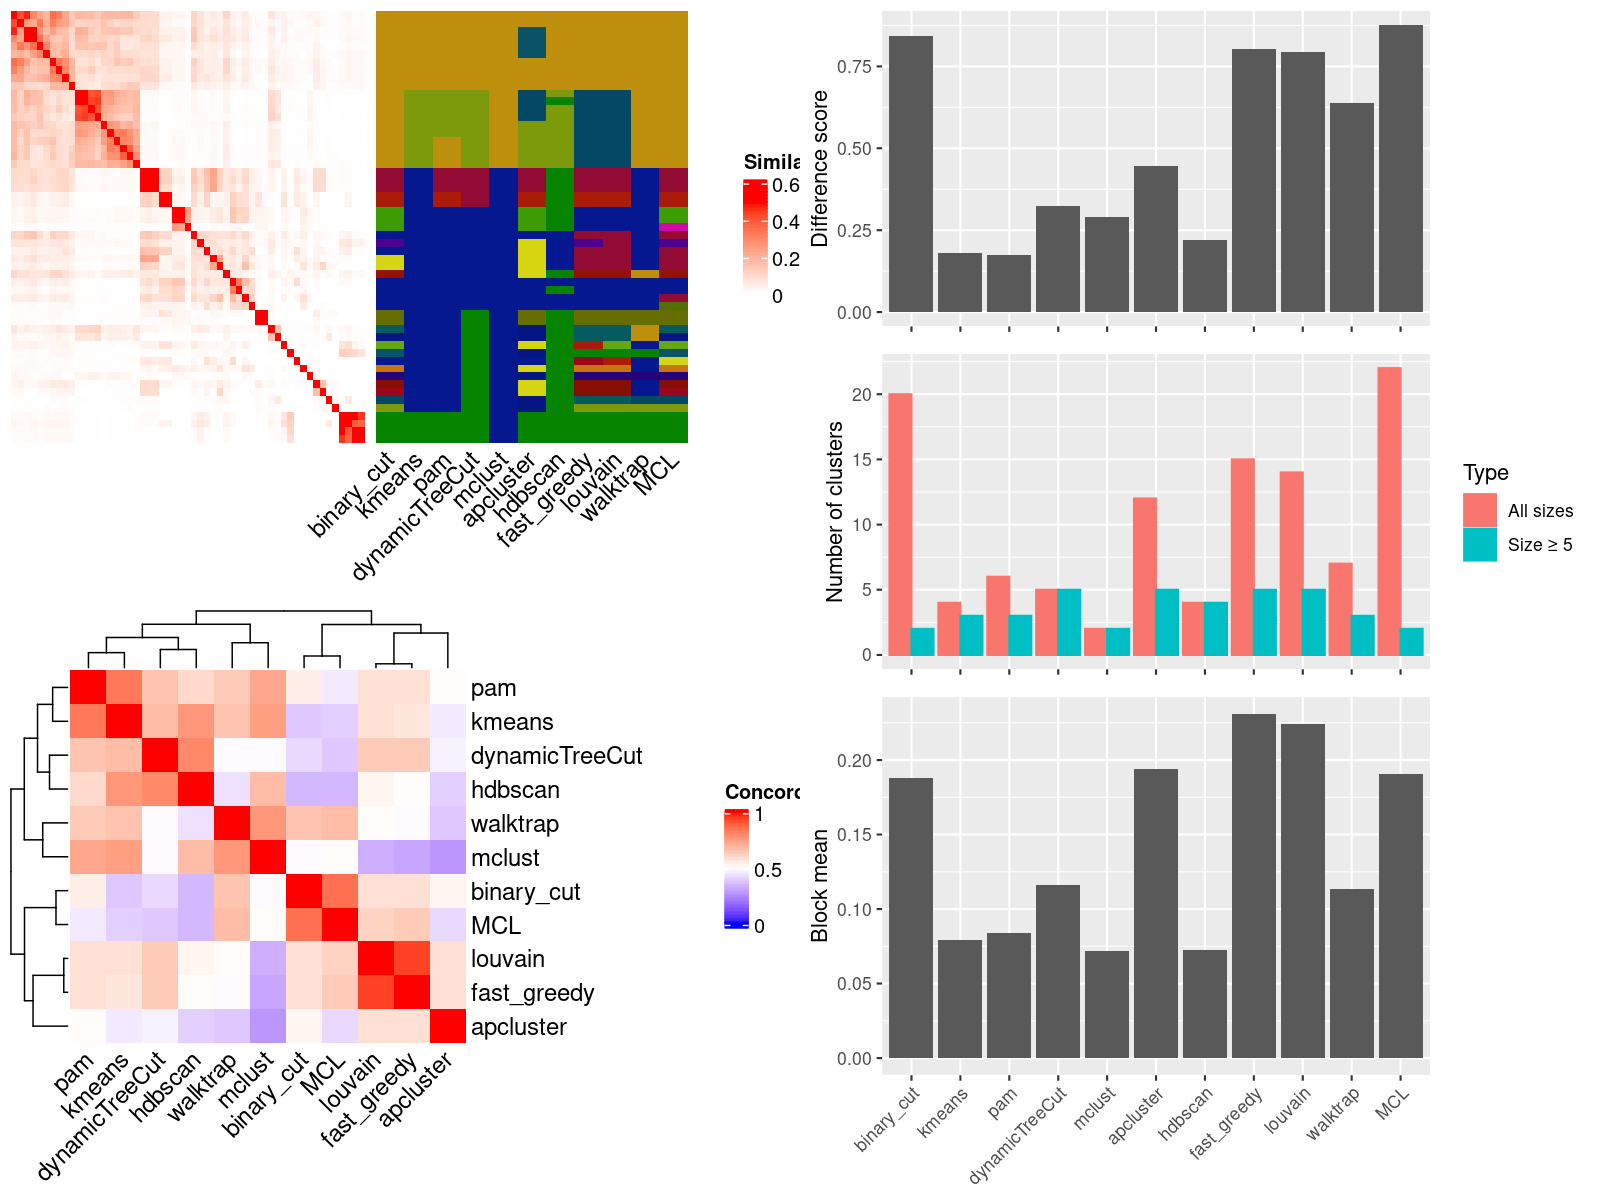 Simila
0.6
0.4
0.2
0
binary_cut
kmeans
pam
dynamicTreeCut
mclust
apcluster
hdbscan
fast_greedy
louvain
walktrap
MCL
pam
kmeans
dynamicTreeCut
hdbscan
walktrap
mclust
binary_cut
MCL
louvain
fast_greedy
apcluster
Concord
1
0.5
0
pam
kmeans
dynamicTreeCut
hdbscan
walktrap
mclust
binary_cut
MCL
louvain
fast_greedy
apcluster
Difference score
0.75
0.50
0.25
0.00
Number of clusters
20
15
10
5
0
Type
All sizes
Size ≥ 5
Block mean
0.20
0.15
0.10
0.05
0.00
binary_cut
kmeans
pam
dynamicTreeCut
mclust
apcluster
hdbscan
fast_greedy
louvain
walktrap
MCL